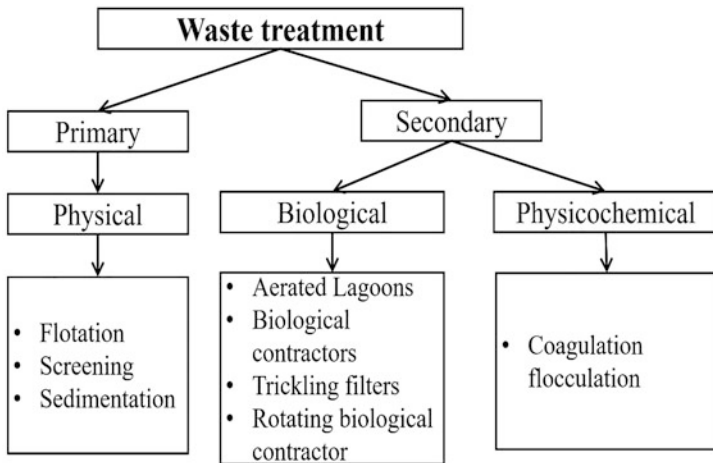 Waste treatment
Primary
Secondary
Physical
Biological
Physicochemical
• Flotation
• Screening
• Sedimentation
• Aerated Lagoons
• Biological
contractors
• Trickling filters
• Rotating biological
contractor
• Coagulation
flocculation